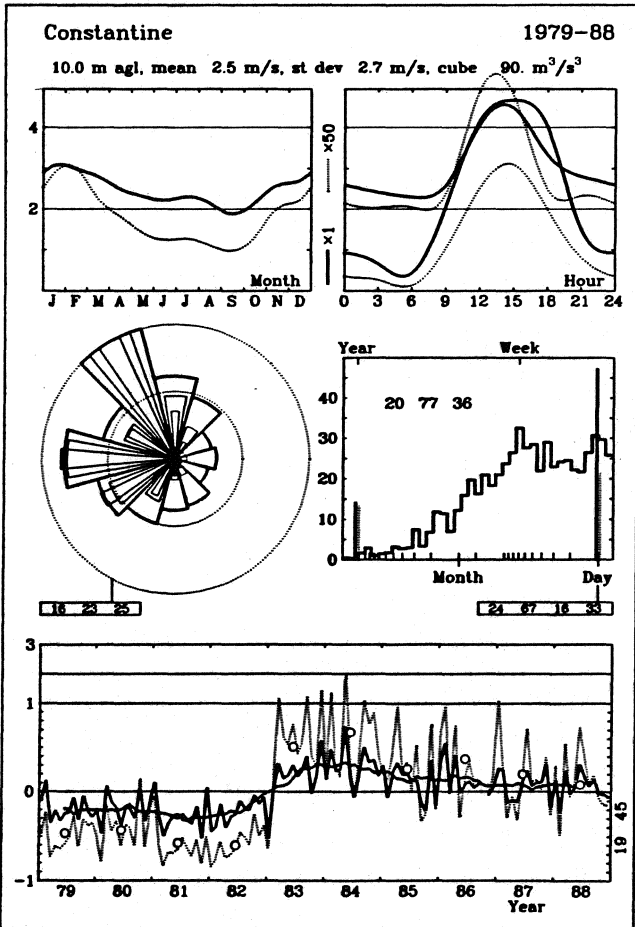 Constantine 1979-88
10.0 m agl, mean 2.5 m/s, st dev 2.7 m/s, cube 90. m³/s³
4
2
×1 ×50
Month
J F M A M J J A S O N D
Hour
0 3 6 9 12 15 18 21 24
Year Week
40
30
20
10
0
20 77 36
Month Day
16 23 25
24 67 16 33
3
1
0
-1
19 45
79 80 81 82 83 84 85 86 87 88
Year